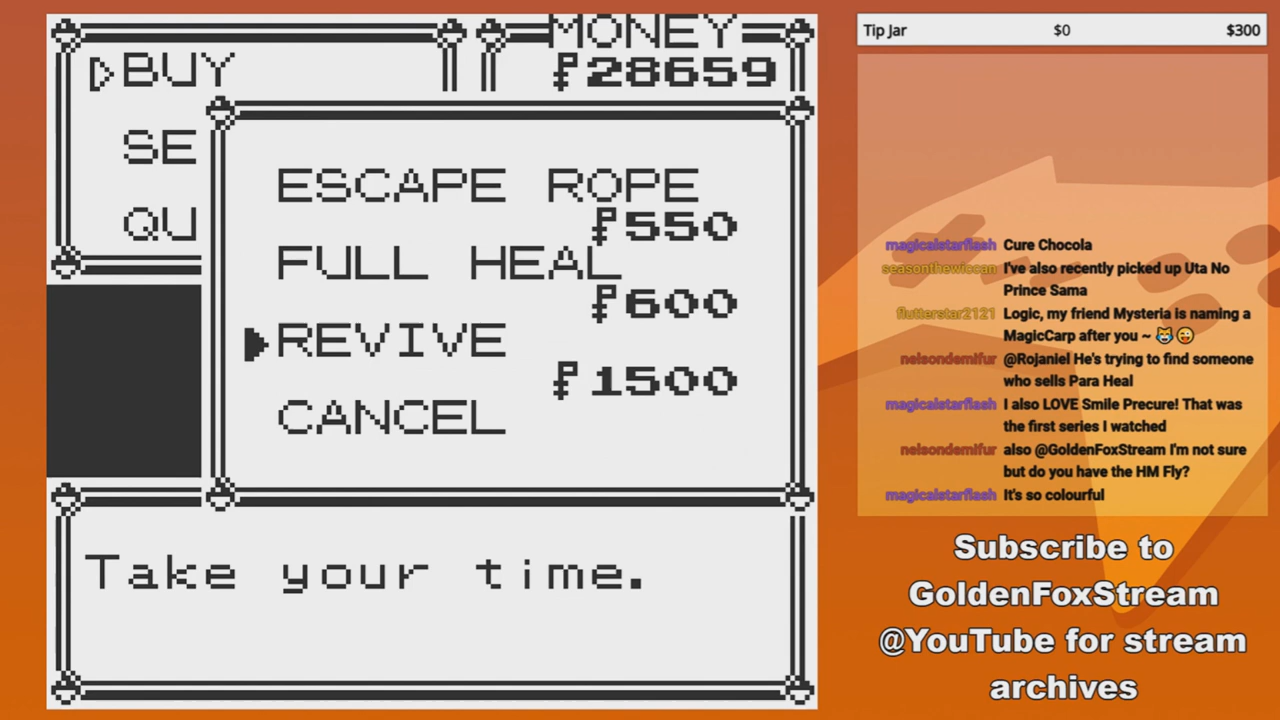 MONEY
BUY
₽28659
SE
QU
ESCAPE ROPE
₽550
FULL HEAL
₽600
REVIVE
₽1500
CANCEL
Take your time.
Tip Jar $0 $300
magicalstarflash Cure Chocola
seasonthewiccan I've also recently picked up Uta No
Prince Sama
flutterstar2121 Logic, my friend Mysteria is naming a
MagicCarp after you ~ 😹😜
nelsondemifur @Rojaniel He's trying to find someone
who sells Para Heal
magicalstarflash I also LOVE Smile Precure! That was
the first series I watched
nelsondemifur also @GoldenFoxStream I'm not sure
but do you have the HM Fly?
magicalstarflash It's so colourful
Subscribe to
GoldenFoxStream
@YouTube for stream
archives